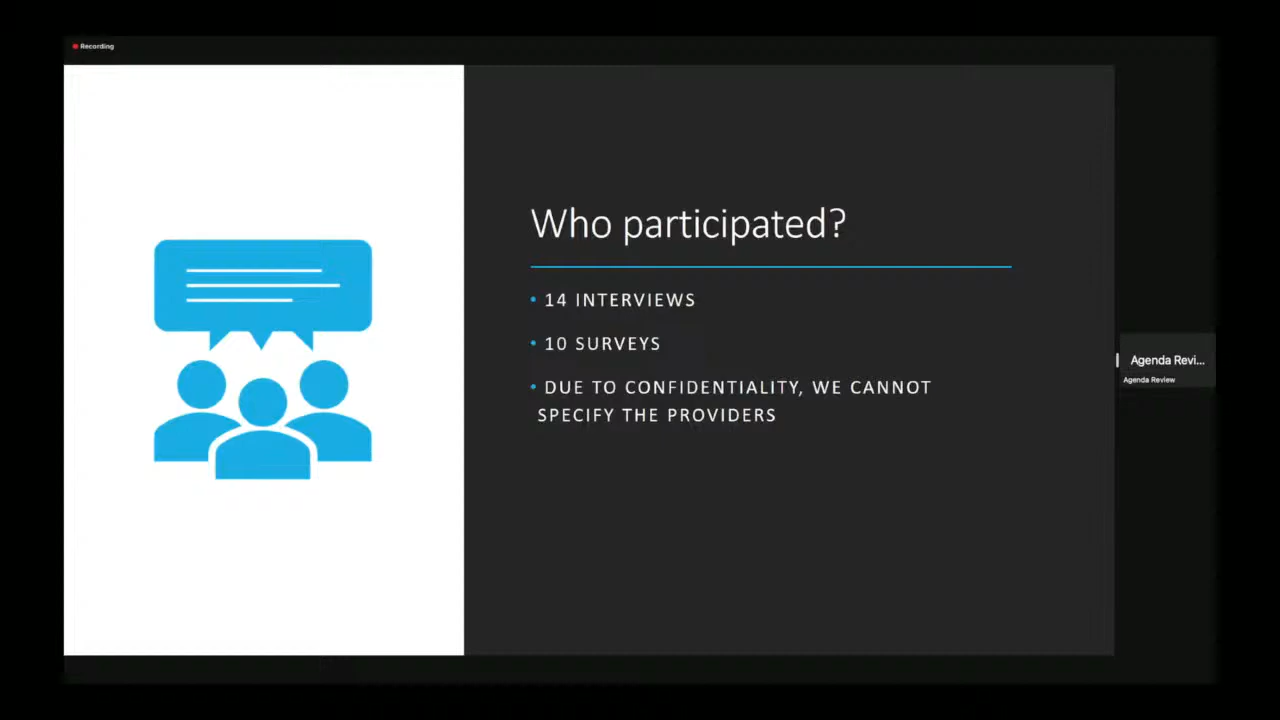 Recording
Who participated?
• 14 INTERVIEWS
• 10 SURVEYS
• DUE TO CONFIDENTIALITY, WE CANNOT
SPECIFY THE PROVIDERS
Agenda Revi...
Agenda Review